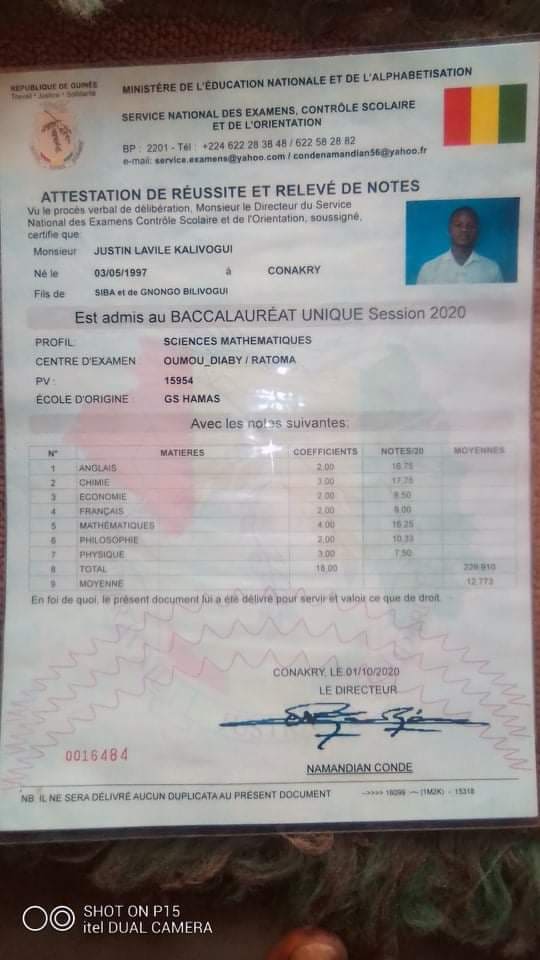 RÉPUBLIQUE DE GUINÉE
Travail • Justice • Solidarité
MINISTÈRE DE L'ÉDUCATION NATIONALE ET DE L'ALPHABETISATION
SERVICE NATIONAL DES EXAMENS, CONTRÔLE SCOLAIRE
ET DE L'ORIENTATION
BP : 2201 - Tél : +224 622 28 38 48 / 622 58 28 82
e-mail: service.examens@yahoo.com / condenamandian56@yahoo.fr
ATTESTATION DE RÉUSSITE ET RELEVÉ DE NOTES
Vu le procès verbal de délibération, Monsieur le Directeur du Service
National des Examens Contrôle Scolaire et de l'Orientation, soussigné,
certifie que:
Monsieur JUSTIN LAVILE KALIVOGUI
Né le 03/05/1997 à CONAKRY
Fils de SIBA et de GNONGO BILIVOGUI
Est admis au BACCALAURÉAT UNIQUE Session 2020
PROFIL: SCIENCES MATHEMATIQUES
CENTRE D'EXAMEN OUMOU_DIABY / RATOMA
PV : 15954
ÉCOLE D'ORIGINE GS HAMAS
Avec les notes suivantes:
N° MATIERES COEFFICIENTS NOTES/20 MOYENNES
1 ANGLAIS 2,00 16,75
2 CHIMIE 3,00 17,75
3 ECONOMIE 2,00 8,50
4 FRANÇAIS 2,00 9,00
5 MATHÉMATIQUES 4,00 16,25
6 PHILOSOPHIE 2,00 10,33
7 PHYSIQUE 3,00 7,50
8 TOTAL 18,00 229,910
9 MOYENNE 12,773
En foi de quoi, le présent document lui a été délivré pour servir et valoir ce que de droit.
CONAKRY, LE 01/10/2020
LE DIRECTEUR
0016484
NAMANDIAN CONDE
NB IL NE SERA DÉLIVRÉ AUCUN DUPLICATA AU PRÉSENT DOCUMENT ->>>> 16099 -- (1M2K) - 15318
SHOT ON P15
itel DUAL CAMERA